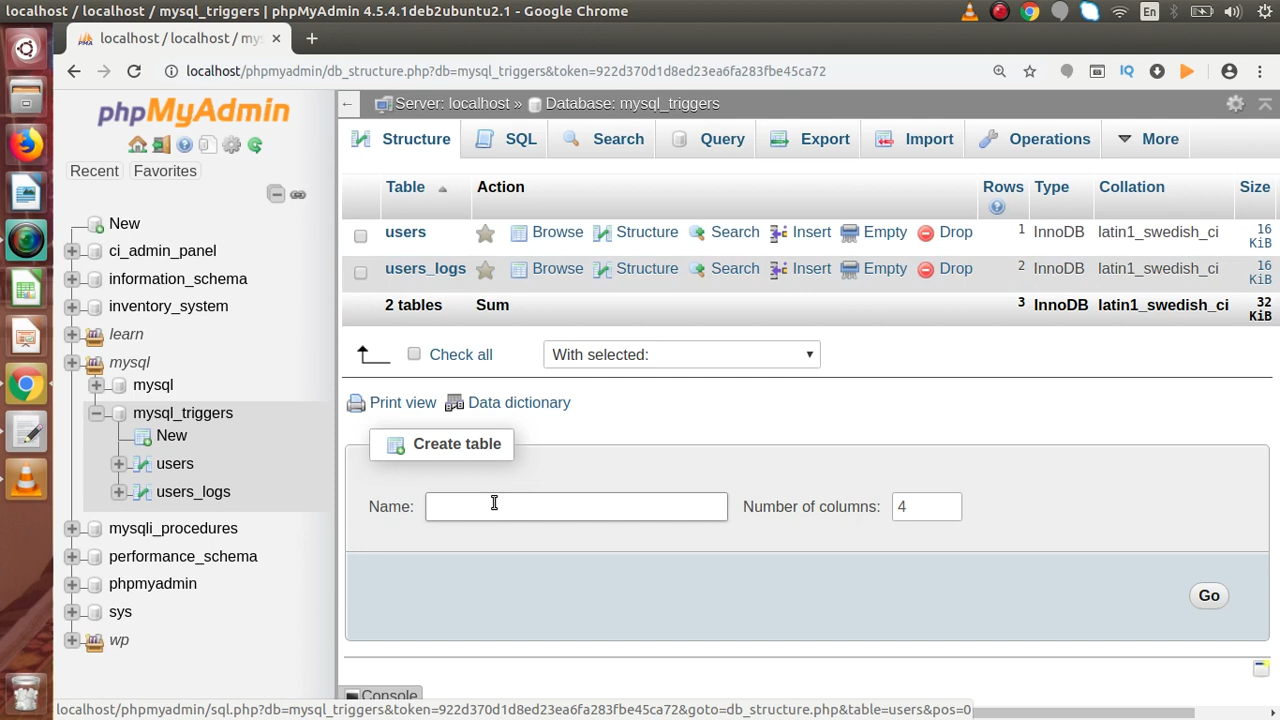 localhost / localhost / mysql_triggers | phpMyAdmin 4.5.4.1deb2ubuntu2.1 - Google Chrome
En
localhost / localhost / my
localhost/phpmyadmin/db_structure.php?db=mysql_triggers&token=922d370d1d8ed23ea6fa283fbe45ca72
IQ
phpMyAdmin
Recent Favorites
New
ci_admin_panel
information_schema
inventory_system
learn
mysql
mysql
mysql_triggers
New
users
users_logs
mysqli_procedures
performance_schema
phpmyadmin
sys
wp
Server: localhost » Database: mysql_triggers
Structure SQL Search Query Export Import Operations More
Table Action Rows Type Collation Size
users Browse Structure Search Insert Empty Drop 1 InnoDB latin1_swedish_ci 16 KiB
users_logs Browse Structure Search Insert Empty Drop 2 InnoDB latin1_swedish_ci 16 KiB
2 tables Sum 3 InnoDB latin1_swedish_ci 32 KiB
Check all With selected:
Print view Data dictionary
Create table
Name: Number of columns: 4
Go
Console
localhost/phpmyadmin/sql.php?db=mysql_triggers&token=922d370d1d8ed23ea6fa283fbe45ca72&goto=db_structure.php&table=users&pos=0